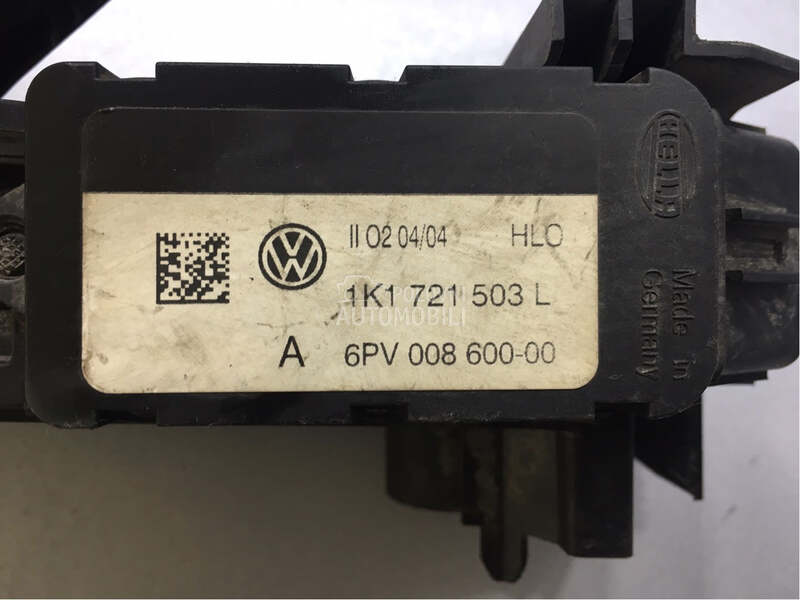 II 02 04/04 HLO
1K1 721 503 L
A 6PV 008 600-00
HELLA
Made in
Germany
AUTOMOBILI